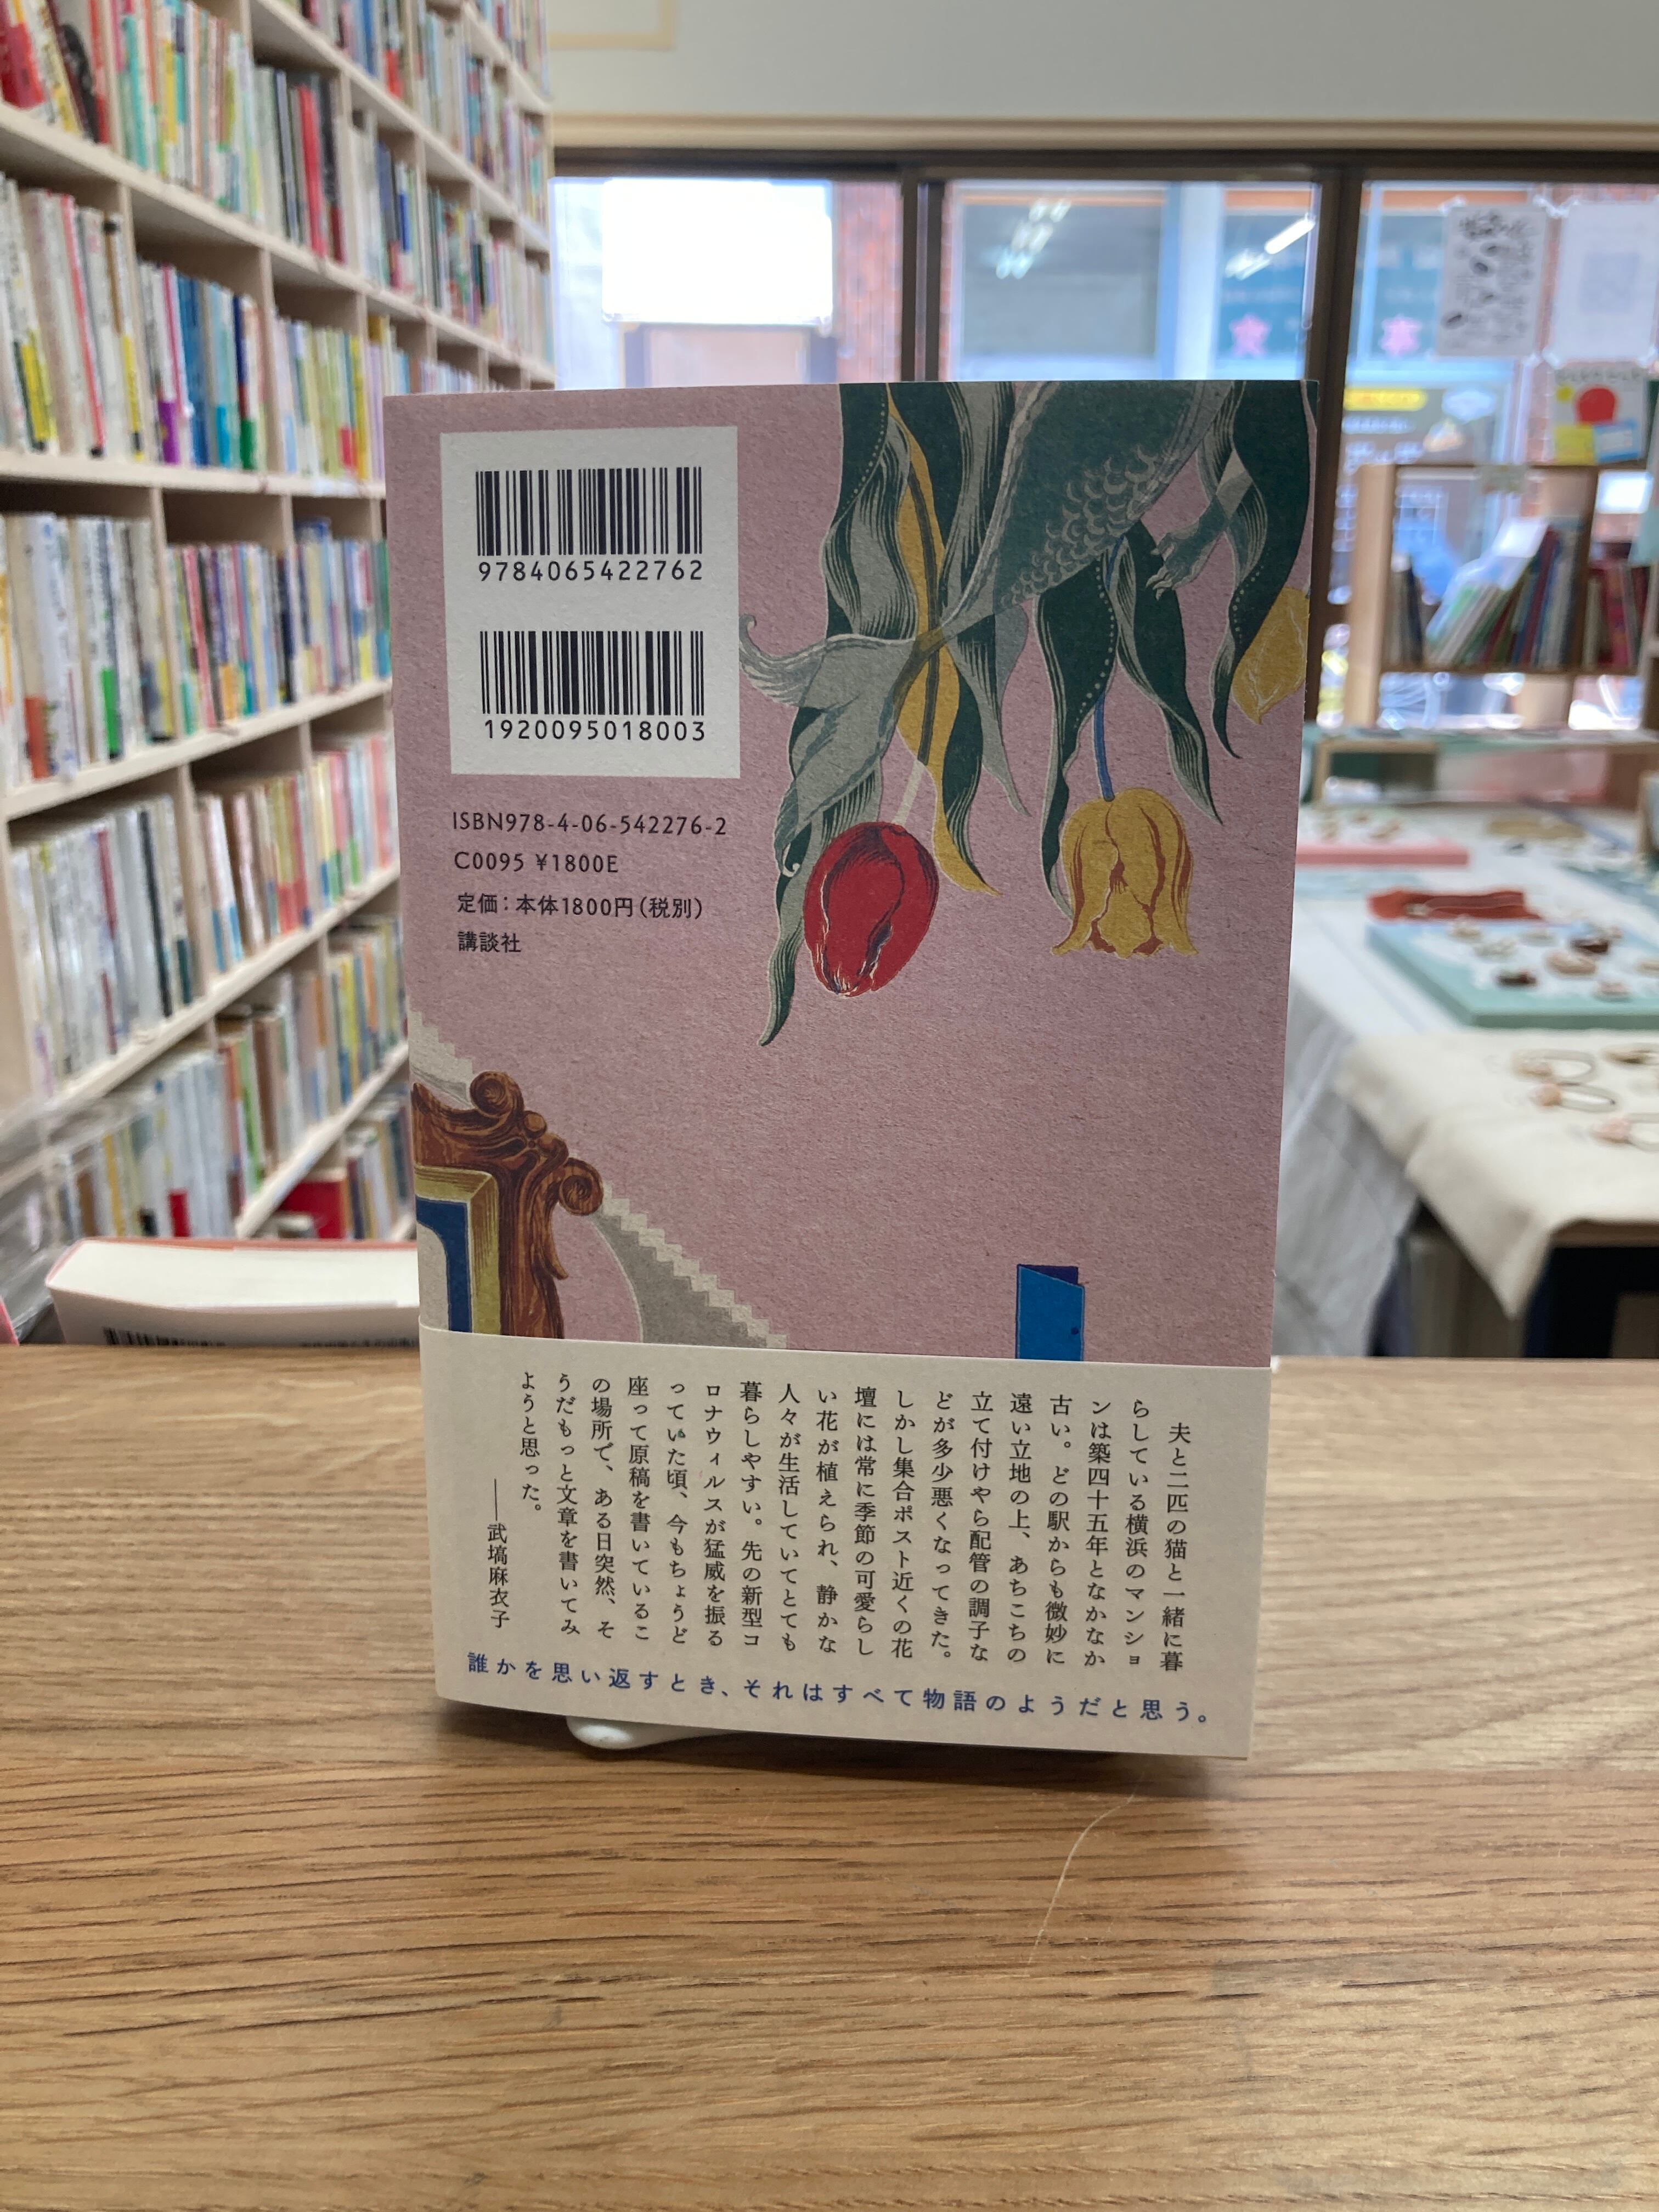 9784065422762
1920095018003
ISBN978-4-06-542276-2
C0095 ¥1800E
定価：本体1800円（税別）
講談社
夫と二匹の猫と一緒に暮
らしている横浜のマンショ
ンは築四十五年となかなか
古い。どの駅からも微妙に
遠い立地の上、あちこちの
立て付けやら配管の調子な
どが多少悪くなってきた。
しかし集合ポスト近くの花
壇には常に季節の可愛らし
い花が植えられ、静かな
人々が生活していてとても
暮らしやすい。先の新型コ
ロナウィルスが猛威を振る
っていた頃、今もちょうど
座って原稿を書いているこ
の場所で、ある日突然、そ
うだもっと文章を書いてみ
ようと思った。
——武塙麻衣子
誰かを思い返すとき、それはすべて物語のようだと思う。